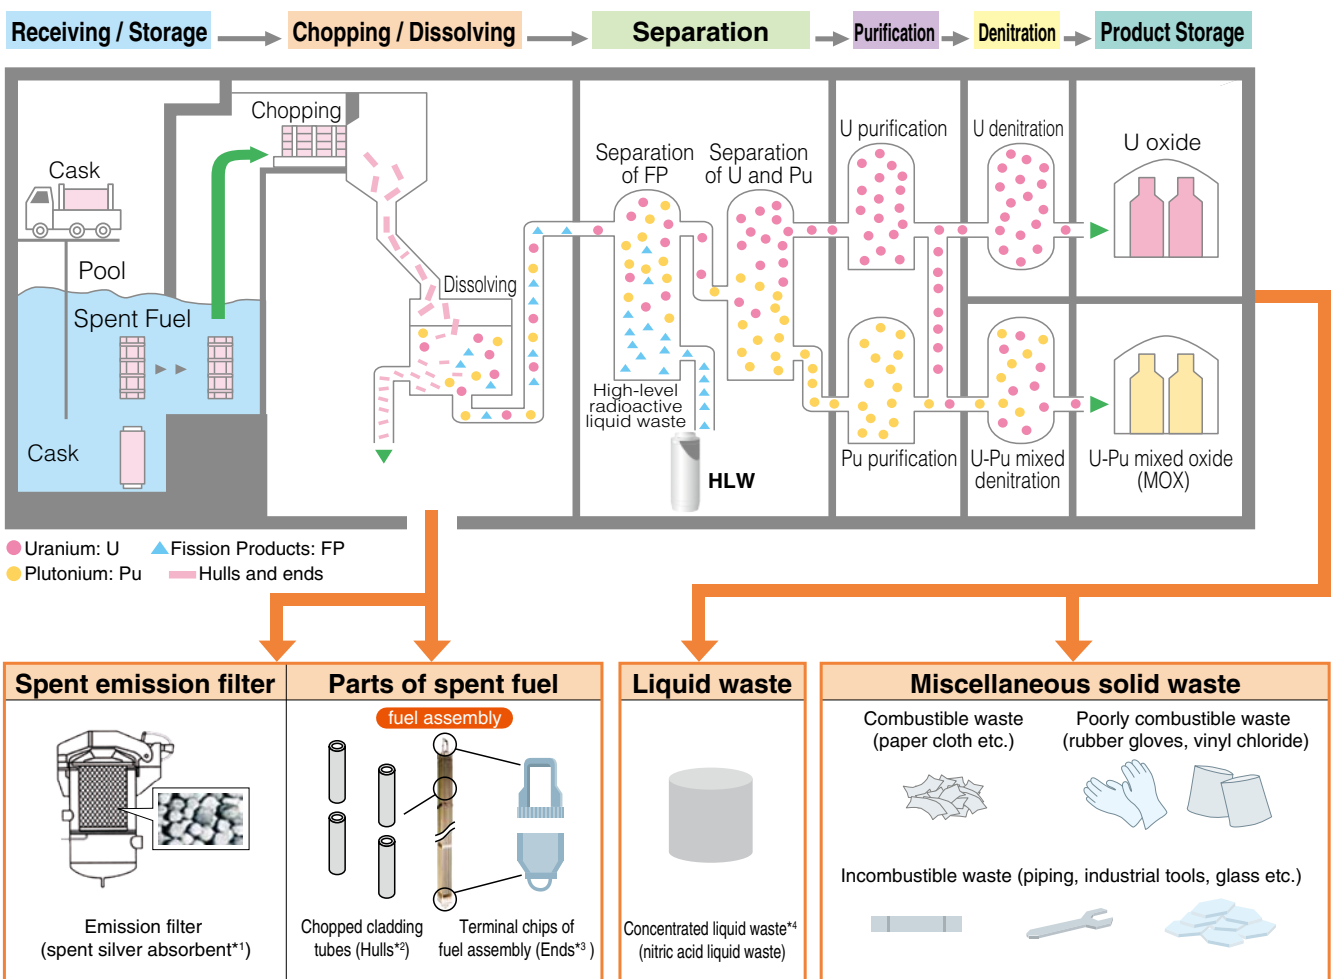 Receiving / Storage
Chopping / Dissolving
Separation
Purification
Denitration
Product Storage
Chopping
Cask
Pool
Spent Fuel
Cask
Dissolving
Separation
of FP
Separation
of U and Pu
High-level
radioactive
liquid waste
HLW
U purification
Pu purification
U denitration
U-Pu mixed
denitration
U oxide
U-Pu mixed oxide
(MOX)
Uranium: U
Fission Products: FP
Plutonium: Pu
Hulls and ends
Spent emission filter
Emission filter
(spent silver absorbent*1)
Parts of spent fuel
fuel assembly
Chopped cladding
tubes (Hulls*2)
Terminal chips of
fuel assembly (Ends*3 )
Liquid waste
Concentrated liquid waste*4
(nitric acid liquid waste)
Miscellaneous solid waste
Combustible waste
(paper cloth etc.)
Poorly combustible waste
(rubber gloves, vinyl chloride)
Incombustible waste (piping, industrial tools, glass etc.)